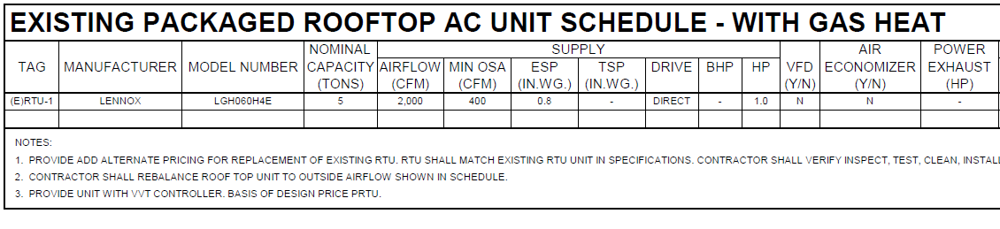 EXISTING PACKAGED ROOFTOP AC UNIT SCHEDULE - WITH GAS HEAT
TAG MANUFACTURER MODEL NUMBER NOMINAL CAPACITY (TONS) SUPPLY AIRFLOW (CFM) MIN OSA (CFM) ESP (IN.WG.) TSP (IN.WG.) DRIVE BHP HP VFD (Y/N) AIR ECONOMIZER (Y/N) POWER EXHAUST (HP)
(E)RTU-1 LENNOX LGH060H4E 5 2,000 400 0.8 - DIRECT - 1.0 N N -
NOTES:
1. PROVIDE ADD ALTERNATE PRICING FOR REPLACEMENT OF EXISTING RTU. RTU SHALL MATCH EXISTING RTU UNIT IN SPECIFICATIONS. CONTRACTOR SHALL VERIFY INSPECT, TEST, CLEAN, INSTALL
2. CONTRACTOR SHALL REBALANCE ROOF TOP UNIT TO OUTSIDE AIRFLOW SHOWN IN SCHEDULE.
3. PROVIDE UNIT WITH VVT CONTROLLER. BASIS OF DESIGN PRICE PRTU.